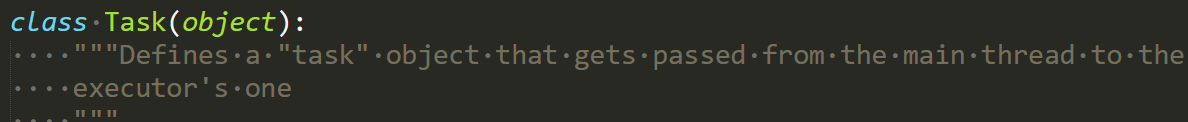 class Task(object):
    """Defines a "task" object that gets passed from the main thread to the
    executor's one
    """